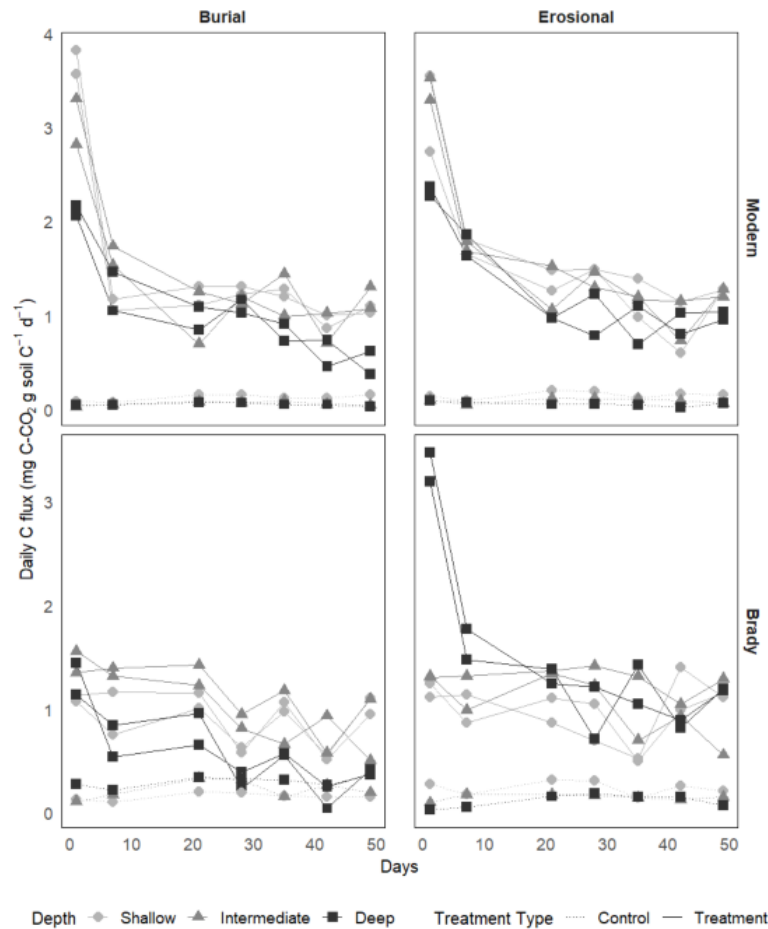 Burial
Erosional
Daily C flux (mg C-CO₂ g soil C⁻¹ d⁻¹)
4
3
2
1
0
Modern
3
2
1
0
Brady
0 10 20 30 40 50
0 10 20 30 40 50
Days
Depth Shallow Intermediate Deep Treatment Type Control Treatment